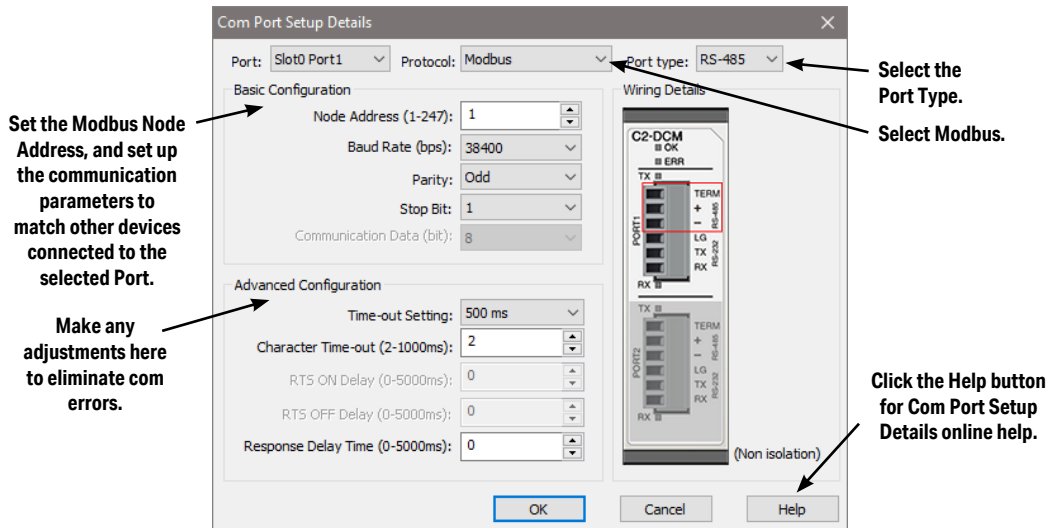 Com Port Setup Details
Port: Slot0 Port1 Protocol: Modbus Port type: RS-485
Basic Configuration
Node Address (1-247): 1
Baud Rate (bps): 38400
Parity: Odd
Stop Bit: 1
Communication Data (bit): 8
Advanced Configuration
Time-out Setting: 500 ms
Character Time-out (2-1000ms): 2
RTS ON Delay (0-5000ms): 0
RTS OFF Delay (0-5000ms): 0
Response Delay Time (0-5000ms): 0
Wiring Details
C2-DCM
OK
ERR
TX
TERM
+
–
RS-485
PORT1
LG
TX
RX
RS-232
RX
TX
TERM
+
–
RS-485
PORT2
LG
TX
RX
RS-232
RX
(Non isolation)
OK Cancel Help
Set the Modbus Node
Address, and set up
the communication
parameters to
match other devices
connected to the
selected Port.
Make any
adjustments here
to eliminate com
errors.
Select the
Port Type.
Select Modbus.
Click the Help button
for Com Port Setup
Details online help.